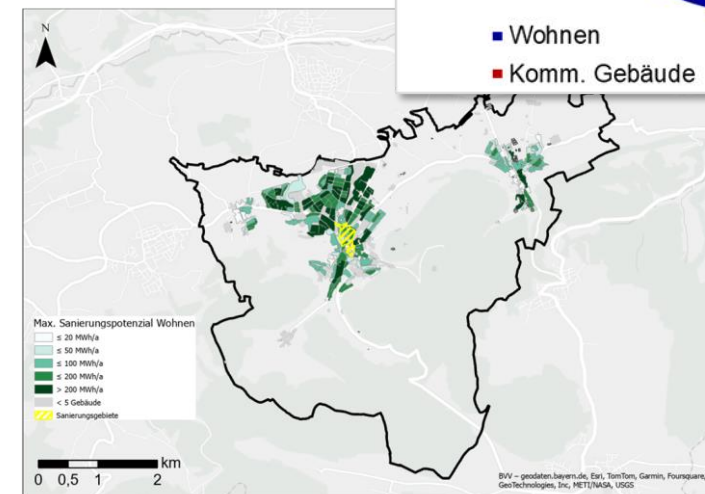 Wohnen
Komm. Gebäude
N
Max. Sanierungspotenzial Wohnen
≤ 20 MWh/a
≤ 50 MWh/a
≤ 100 MWh/a
≤ 200 MWh/a
> 200 MWh/a
< 5 Gebäude
Sanierungsgebiete
km
0 0,5 1 2
BVV – geodaten.bayern.de, Esri, TomTom, Garmin, Foursquare,
GeoTechnologies, Inc, METI/NASA, USGS